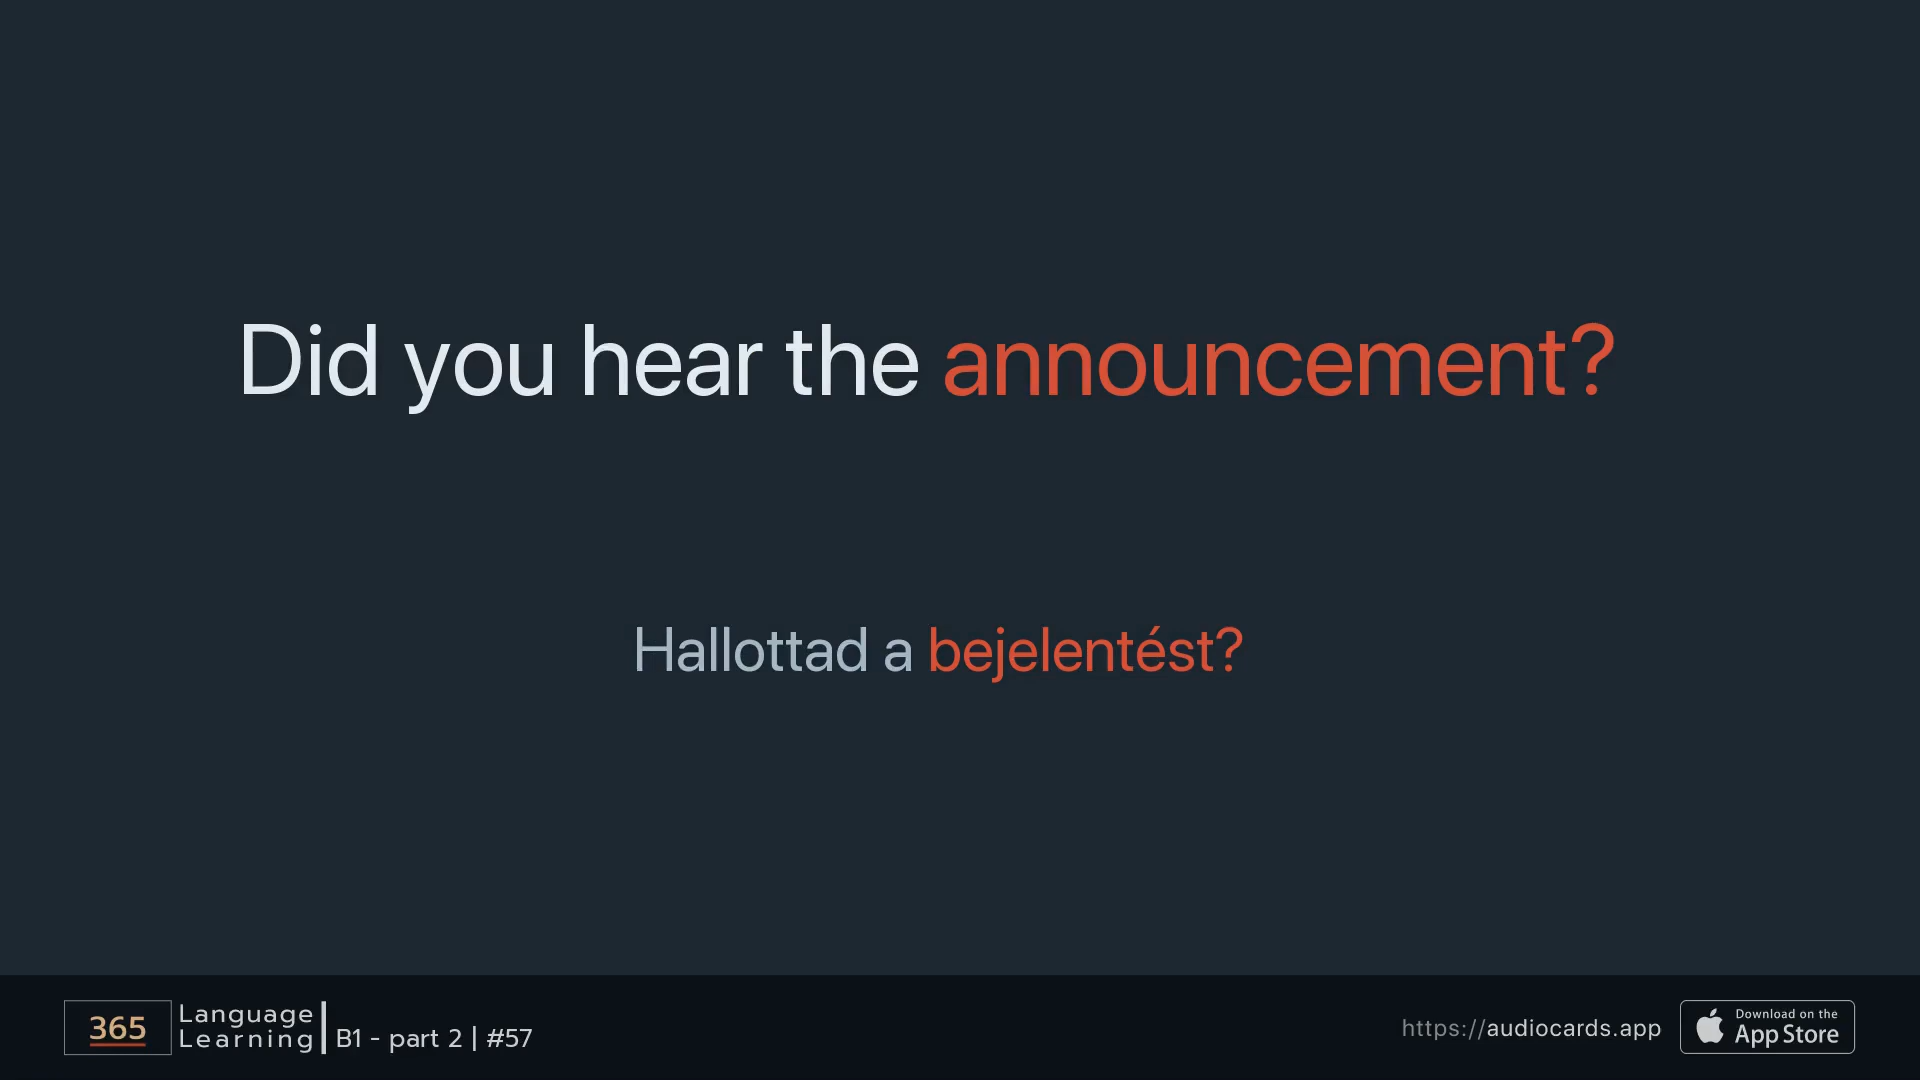 Did you hear the announcement?
Hallottad a bejelentést?
365
Language
Learning
B1 - part 2 | #57
https://audiocards.app
Download on the
App Store